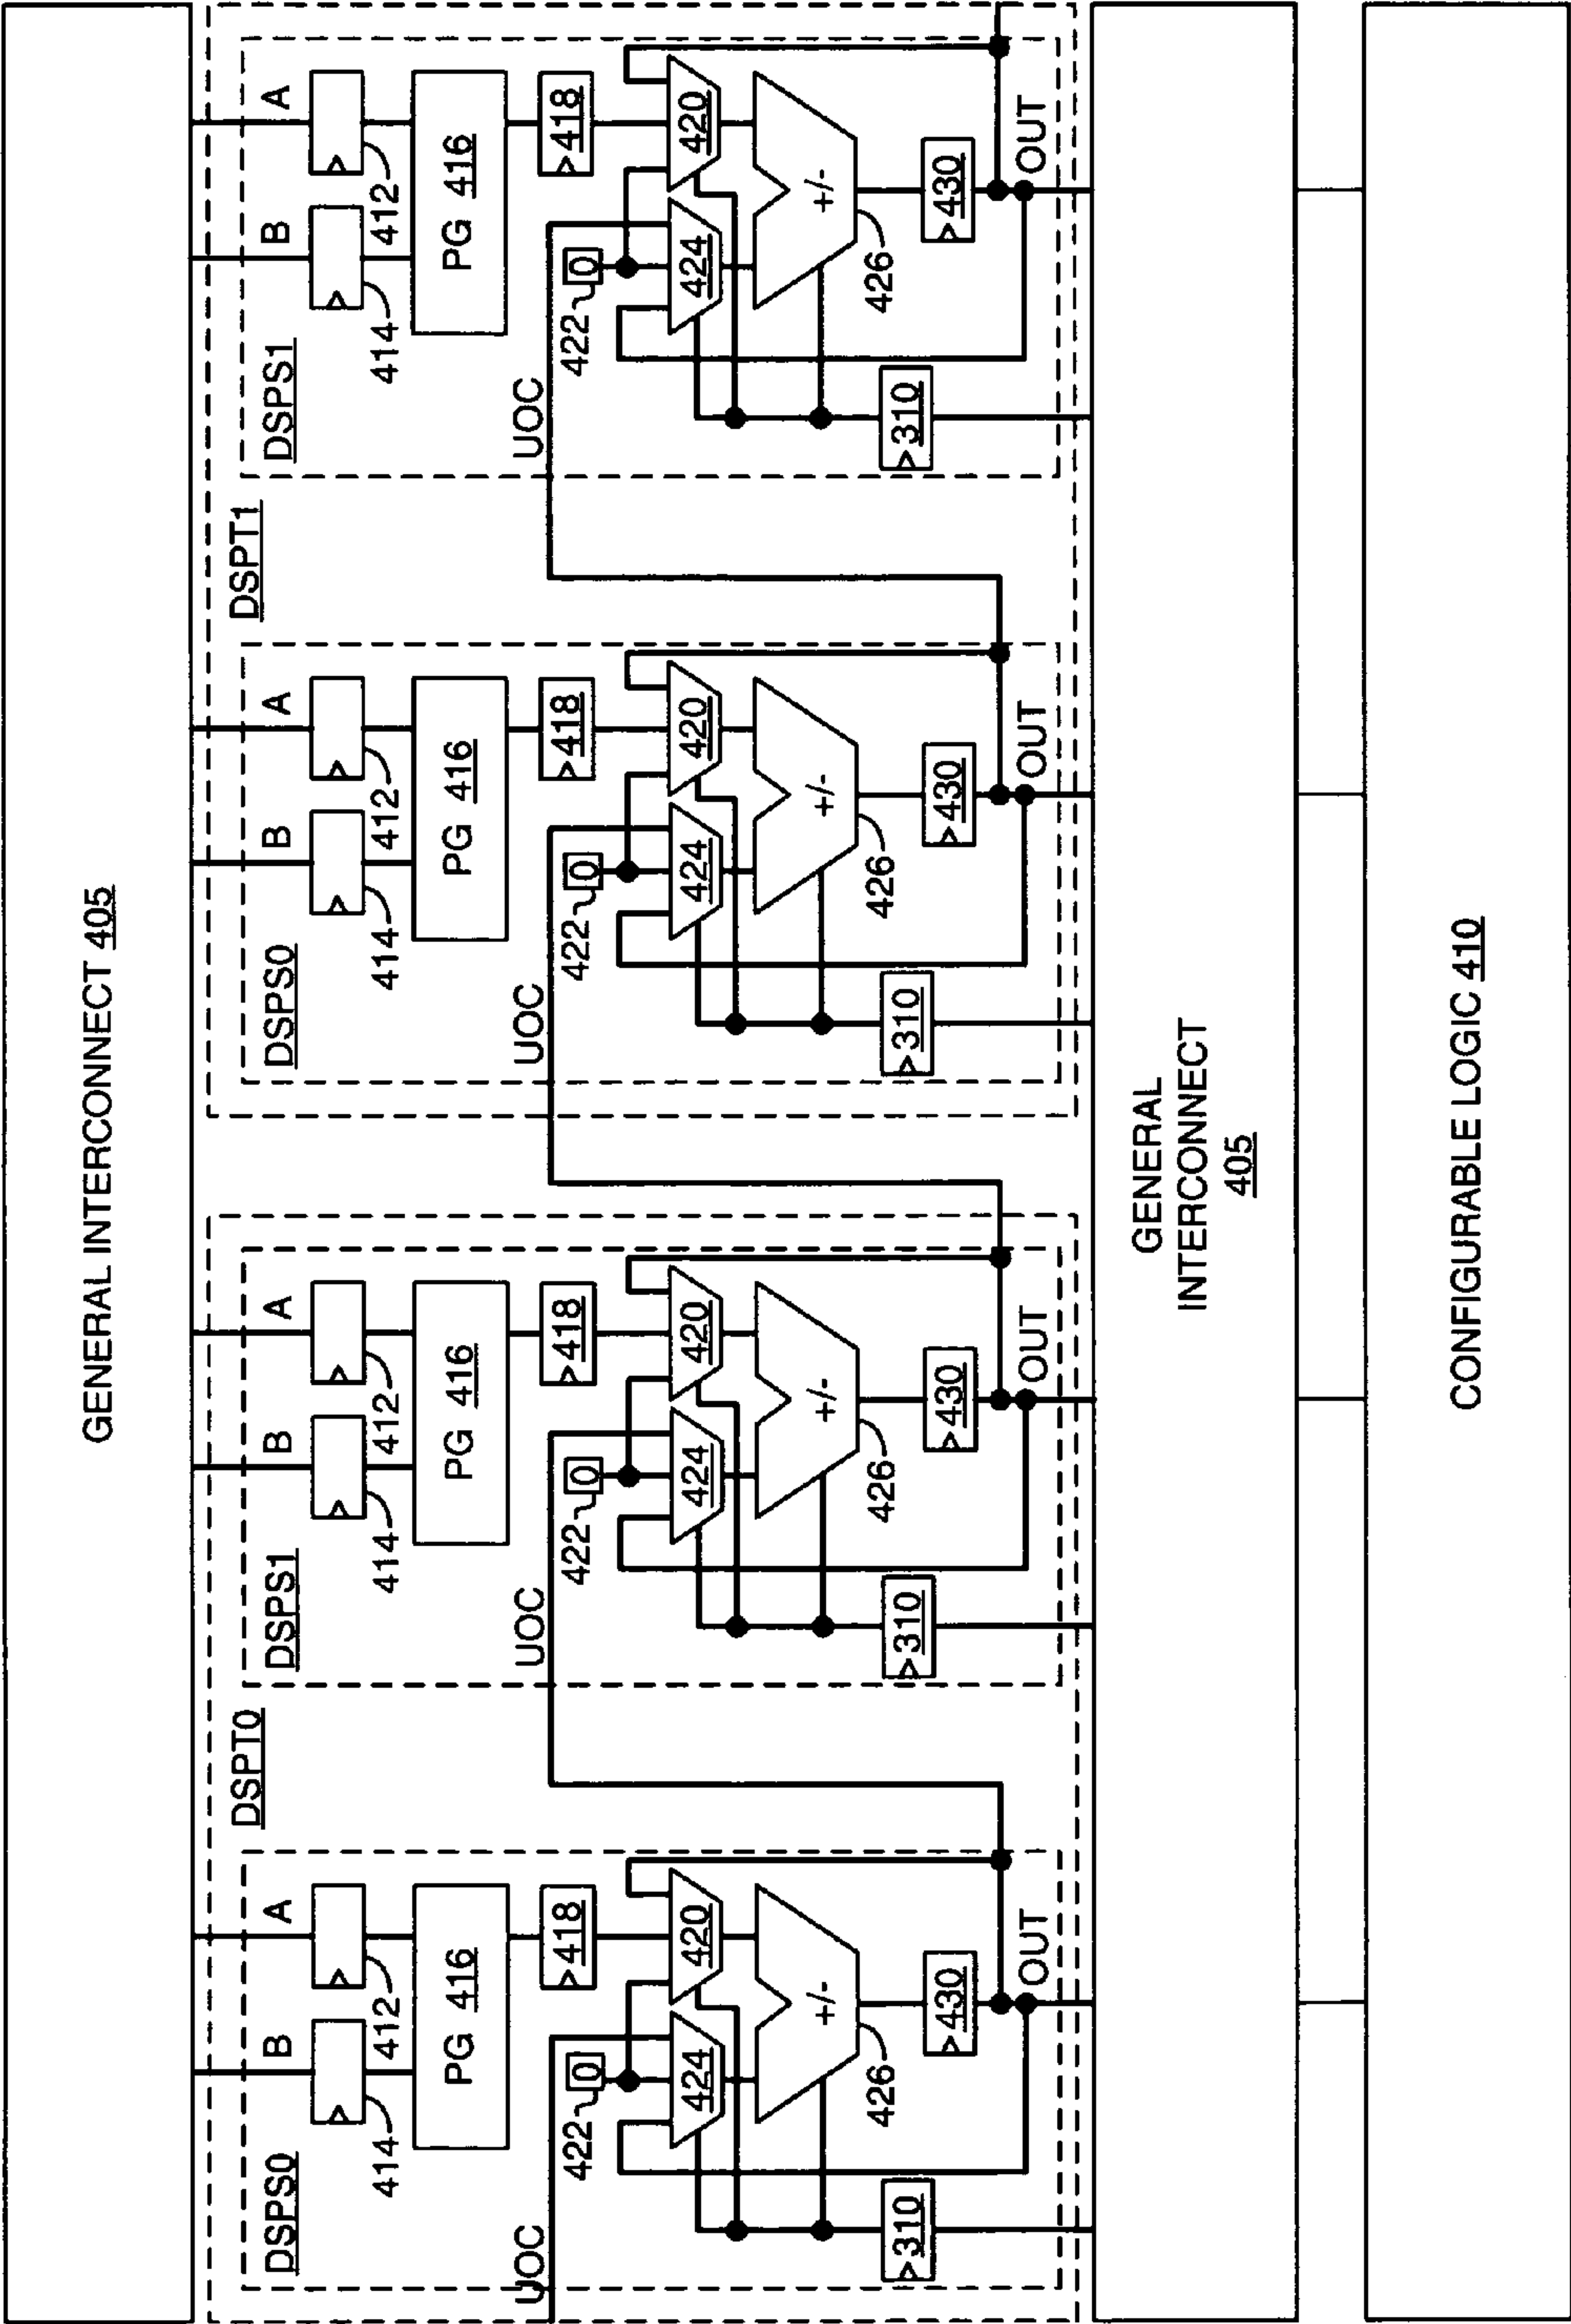 GENERAL INTERCONNECT 405
DSPT0
DSPS0
B
A
414
412
PG 416
418
UOC
422
0
424
420
+/-
426
310
430
OUT
DSPS1
B
A
414
412
PG 416
418
UOC
422
0
424
420
+/-
426
310
430
OUT
DSPT1
DSPS0
B
A
414
412
PG 416
418
UOC
422
0
424
420
+/-
426
310
430
OUT
DSPS1
B
A
414
412
PG 416
418
UOC
422
0
424
420
+/-
426
310
430
OUT
GENERAL
INTERCONNECT
405
CONFIGURABLE LOGIC 410